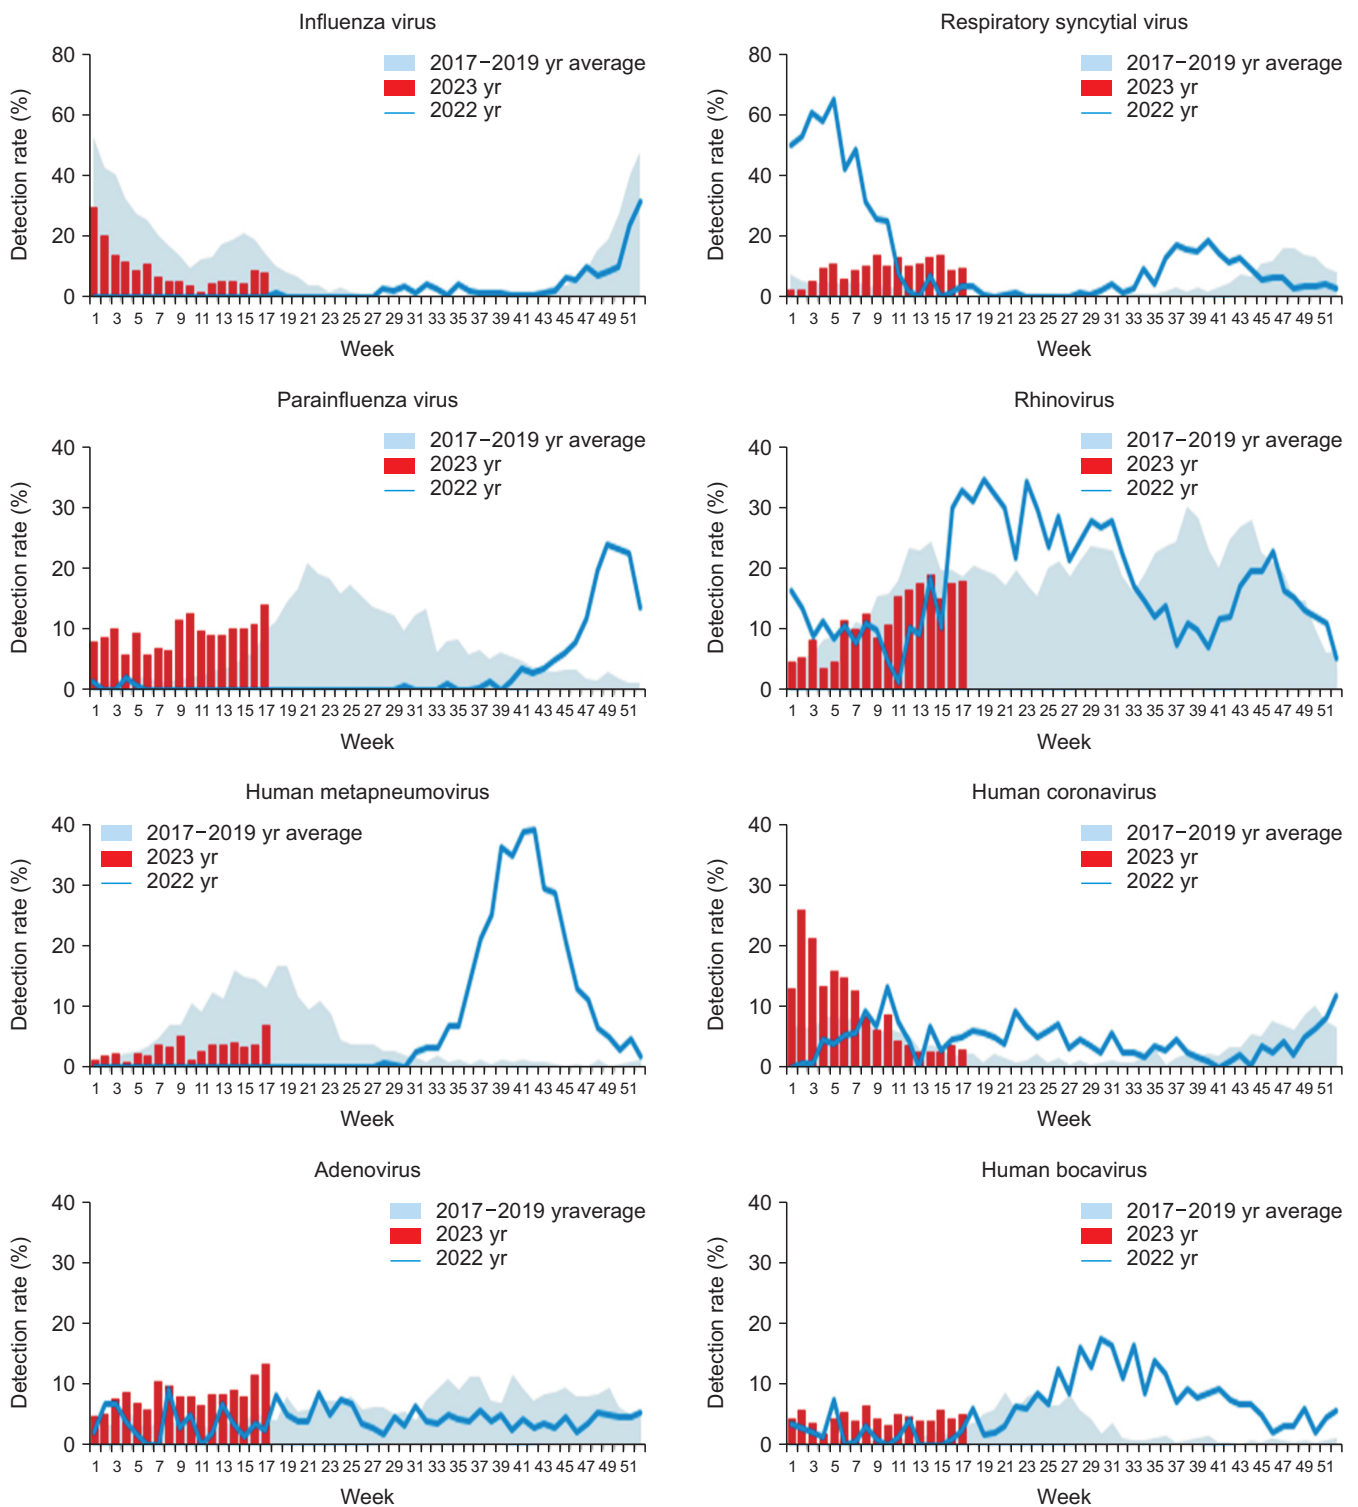 Influenza virus
Detection rate (%)
80
60
40
20
0
2017−2019 yr average
2023 yr
2022 yr
1 3 5 7 9 11 13 15 17 19 21 23 25 27 29 31 33 35 37 39 41 43 45 47 49 51
Week
Respiratory syncytial virus
Detection rate (%)
80
60
40
20
0
2017−2019 yr average
2023 yr
2022 yr
1 3 5 7 9 11 13 15 17 19 21 23 25 27 29 31 33 35 37 39 41 43 45 47 49 51
Week
Parainfluenza virus
Detection rate (%)
40
30
20
10
0
2017−2019 yr average
2023 yr
2022 yr
1 3 5 7 9 11 13 15 17 19 21 23 25 27 29 31 33 35 37 39 41 43 45 47 49 51
Week
Rhinovirus
Detection rate (%)
40
30
20
10
0
2017−2019 yr average
2023 yr
2022 yr
1 3 5 7 9 11 13 15 17 19 21 23 25 27 29 31 33 35 37 39 41 43 45 47 49 51
Week
Human metapneumovirus
Detection rate (%)
40
30
20
10
0
2017−2019 yr average
2023 yr
2022 yr
1 3 5 7 9 11 13 15 17 19 21 23 25 27 29 31 33 35 37 39 41 43 45 47 49 51
Week
Human coronavirus
Detection rate (%)
40
30
20
10
0
2017−2019 yr average
2023 yr
2022 yr
1 3 5 7 9 11 13 15 17 19 21 23 25 27 29 31 33 35 37 39 41 43 45 47 49 51
Week
Adenovirus
Detection rate (%)
40
30
20
10
0
2017−2019 yraverage
2023 yr
2022 yr
1 3 5 7 9 11 13 15 17 19 21 23 25 27 29 31 33 35 37 39 41 43 45 47 49 51
Week
Human bocavirus
Detection rate (%)
40
30
20
10
0
2017−2019 yr average
2023 yr
2022 yr
1 3 5 7 9 11 13 15 17 19 21 23 25 27 29 31 33 35 37 39 41 43 45 47 49 51
Week